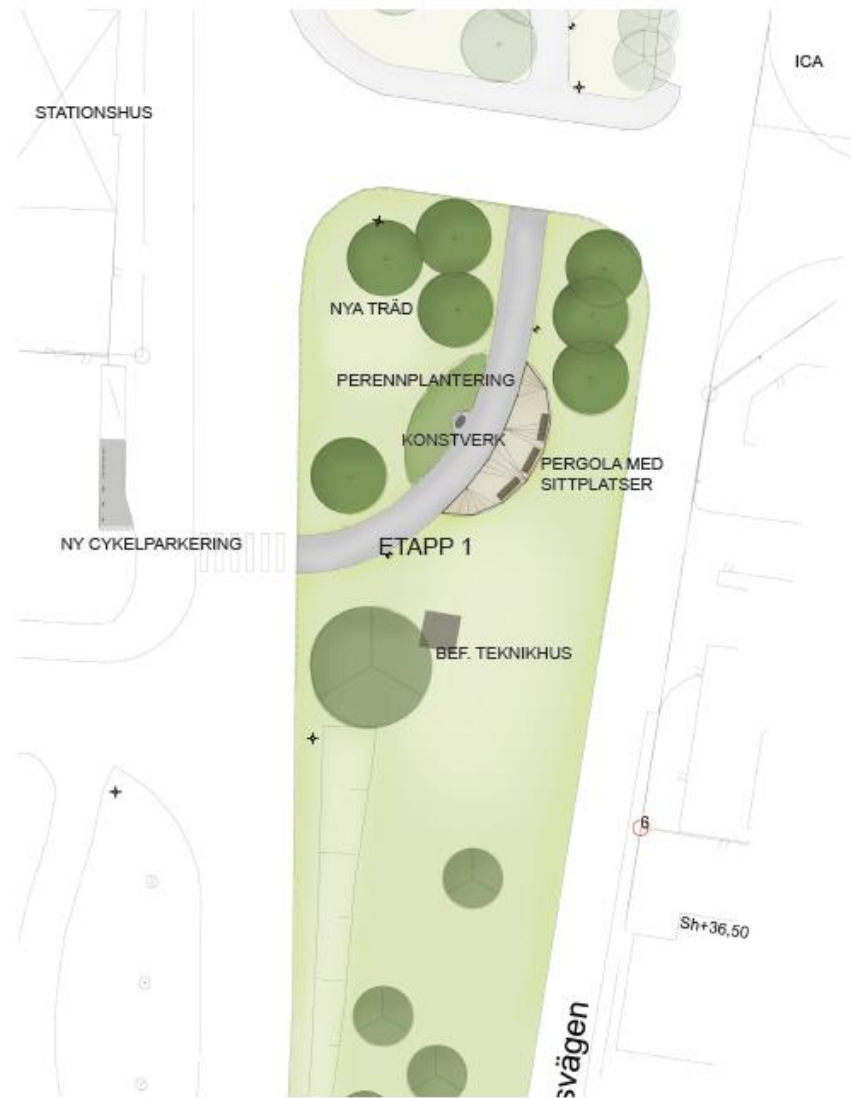 ICA
STATIONSHUS
NYA TRÄD
PERENNPLANTERING
KONSTVERK
PERGOLA MED
SITTPLATSER
NY CYKELPARKERING
ETAPP 1
BEF. TEKNIKHUS
6
Sh+36,50
svägen